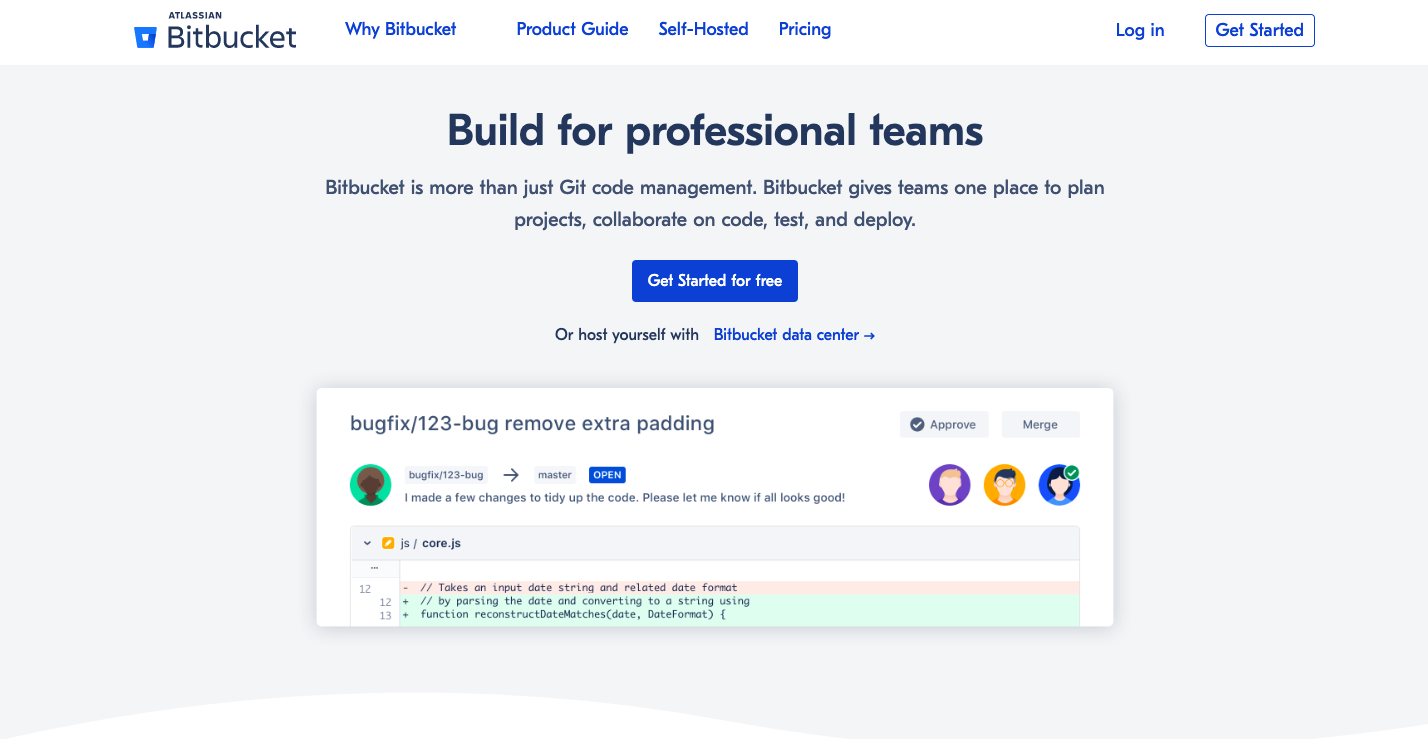 ATLASSIAN
Bitbucket
Why Bitbucket
Product Guide
Self-Hosted
Pricing
Log in
Get Started
Build for professional teams
Bitbucket is more than just Git code management. Bitbucket gives teams one place to plan
projects, collaborate on code, test, and deploy.
Get Started for free
Or host yourself with Bitbucket data center →
bugfix/123-bug remove extra padding
Approve
Merge
bugfix/123-bug → master OPEN
I made a few changes to tidy up the code. Please let me know if all looks good!
js / core.js
...
12 - // Takes an input date string and related date format
12 + // by parsing the date and converting to a string using
13 + function reconstructDateMatches(date, DateFormat) {